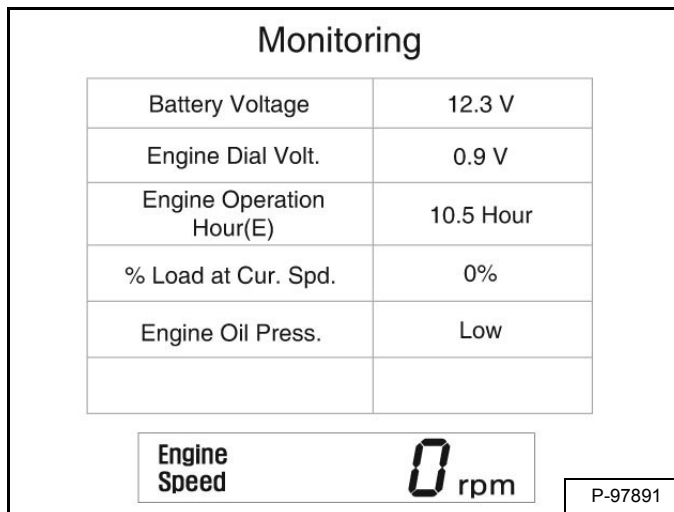 Monitoring
Battery Voltage 12.3 V
Engine Dial Volt. 0.9 V
Engine Operation
Hour(E) 10.5 Hour
% Load at Cur. Spd. 0%
Engine Oil Press. Low
Engine
Speed 0 rpm
P-97891